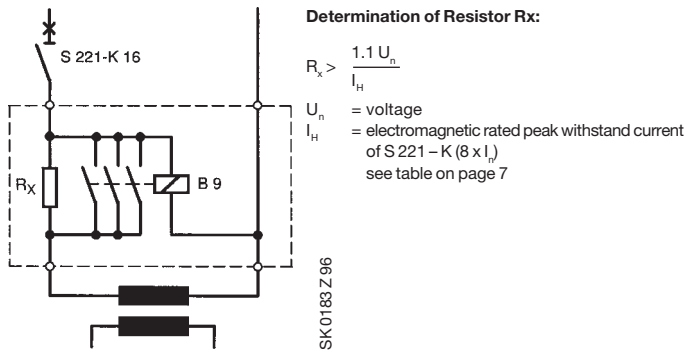 S 221-K 16
RX
B 9
SK 0183 Z 96
Determination of Resistor Rx:
Rx > 1.1 Un
IH
Un = voltage
IH = electromagnetic rated peak withstand current
of S 221 – K (8 x In)
see table on page 7